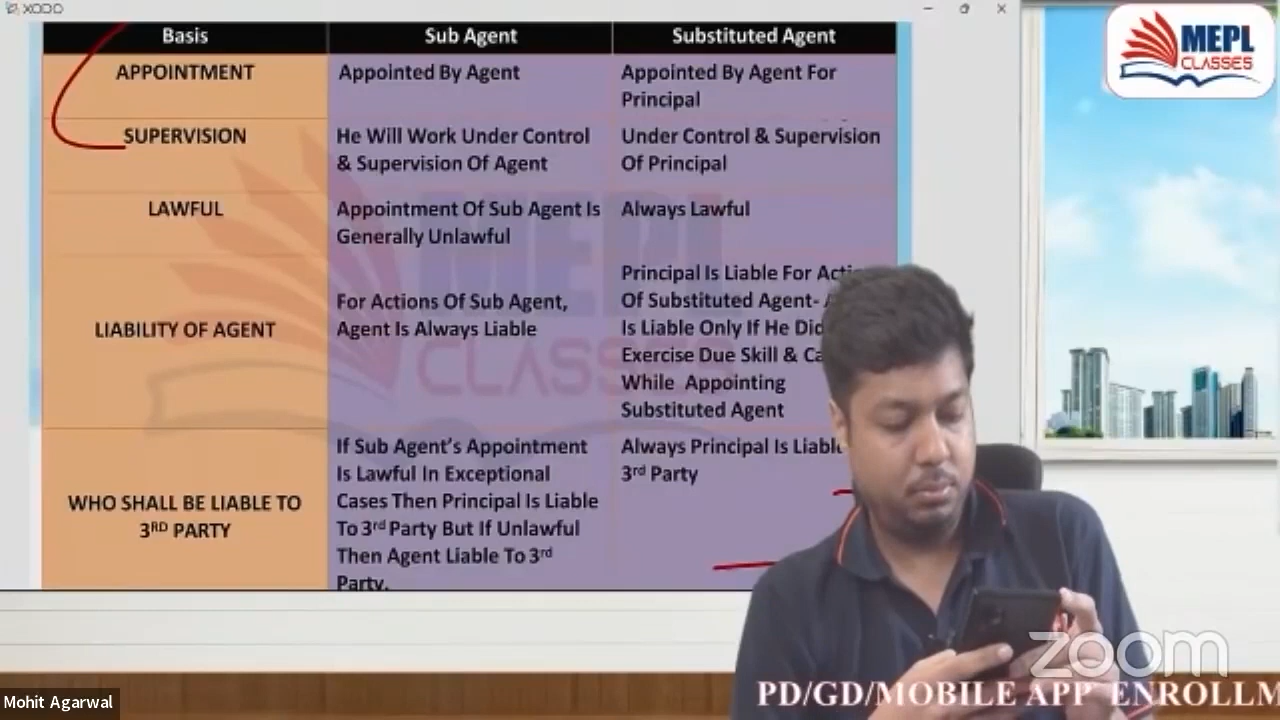 XODO
MEPL
CLASSES
Basis
Sub Agent
Substituted Agent
APPOINTMENT
Appointed By Agent
Appointed By Agent For
Principal
SUPERVISION
He Will Work Under Control
& Supervision Of Agent
Under Control & Supervision
Of Principal
LAWFUL
Appointment Of Sub Agent Is
Generally Unlawful
Always Lawful
LIABILITY OF AGENT
For Actions Of Sub Agent,
Agent Is Always Liable
Principal Is Liable For
Of Substituted Agent-
Is Liable Only If He
Exercise Due Skill &
While Appointing
Substituted Agent
WHO SHALL BE LIABLE TO
3RD PARTY
If Sub Agent's Appointment
Is Lawful In Exceptional
Cases Then Principal Is Liable
To 3rd Party But If Unlawful
Then Agent Liable To 3rd
Party.
Always Principal Is Liable
3rd Party
MEPL
CLASSES
zoom
Mohit Agarwal
PD/GD/MOBILE APP